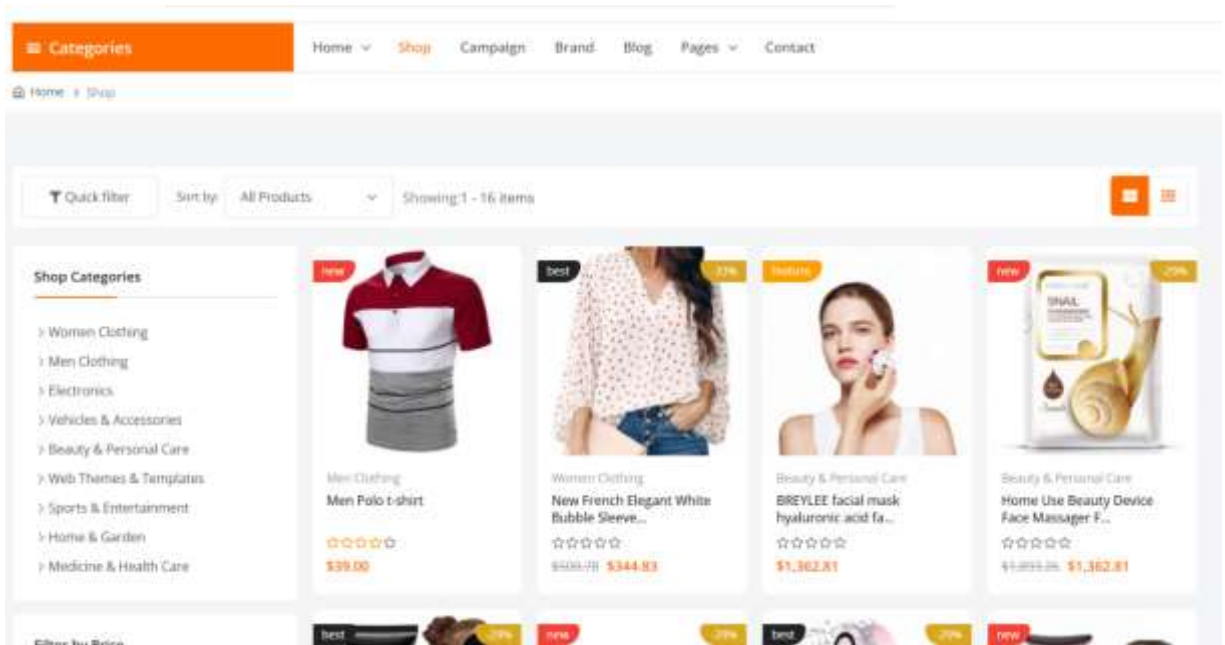 Categories
Home Shop Campaign Brand Blog Pages Contact
Home Shop
Quick filter Sort by: All Products Showing:1 - 16 items
Shop Categories
Women Clothing
Men Clothing
Electronics
Vehicles & Accessories
Beauty & Personal Care
Web Themes & Templates
Sports & Entertainment
Home & Garden
Medicine & Health Care
Filter by Price
new
Men Clothing
Men Polo t-shirt
$39.00
best
Women Clothing
New French Elegant White
Bubble Sleeve...
$344.83
feature
Beauty & Personal Care
BREYLEE facial mask
hyaluronic acid fa...
$1,362.81
new
SNAIL
Beauty & Personal Care
Home Use Beauty Device
Face Massager F...
$1,362.81
best
new
best
new